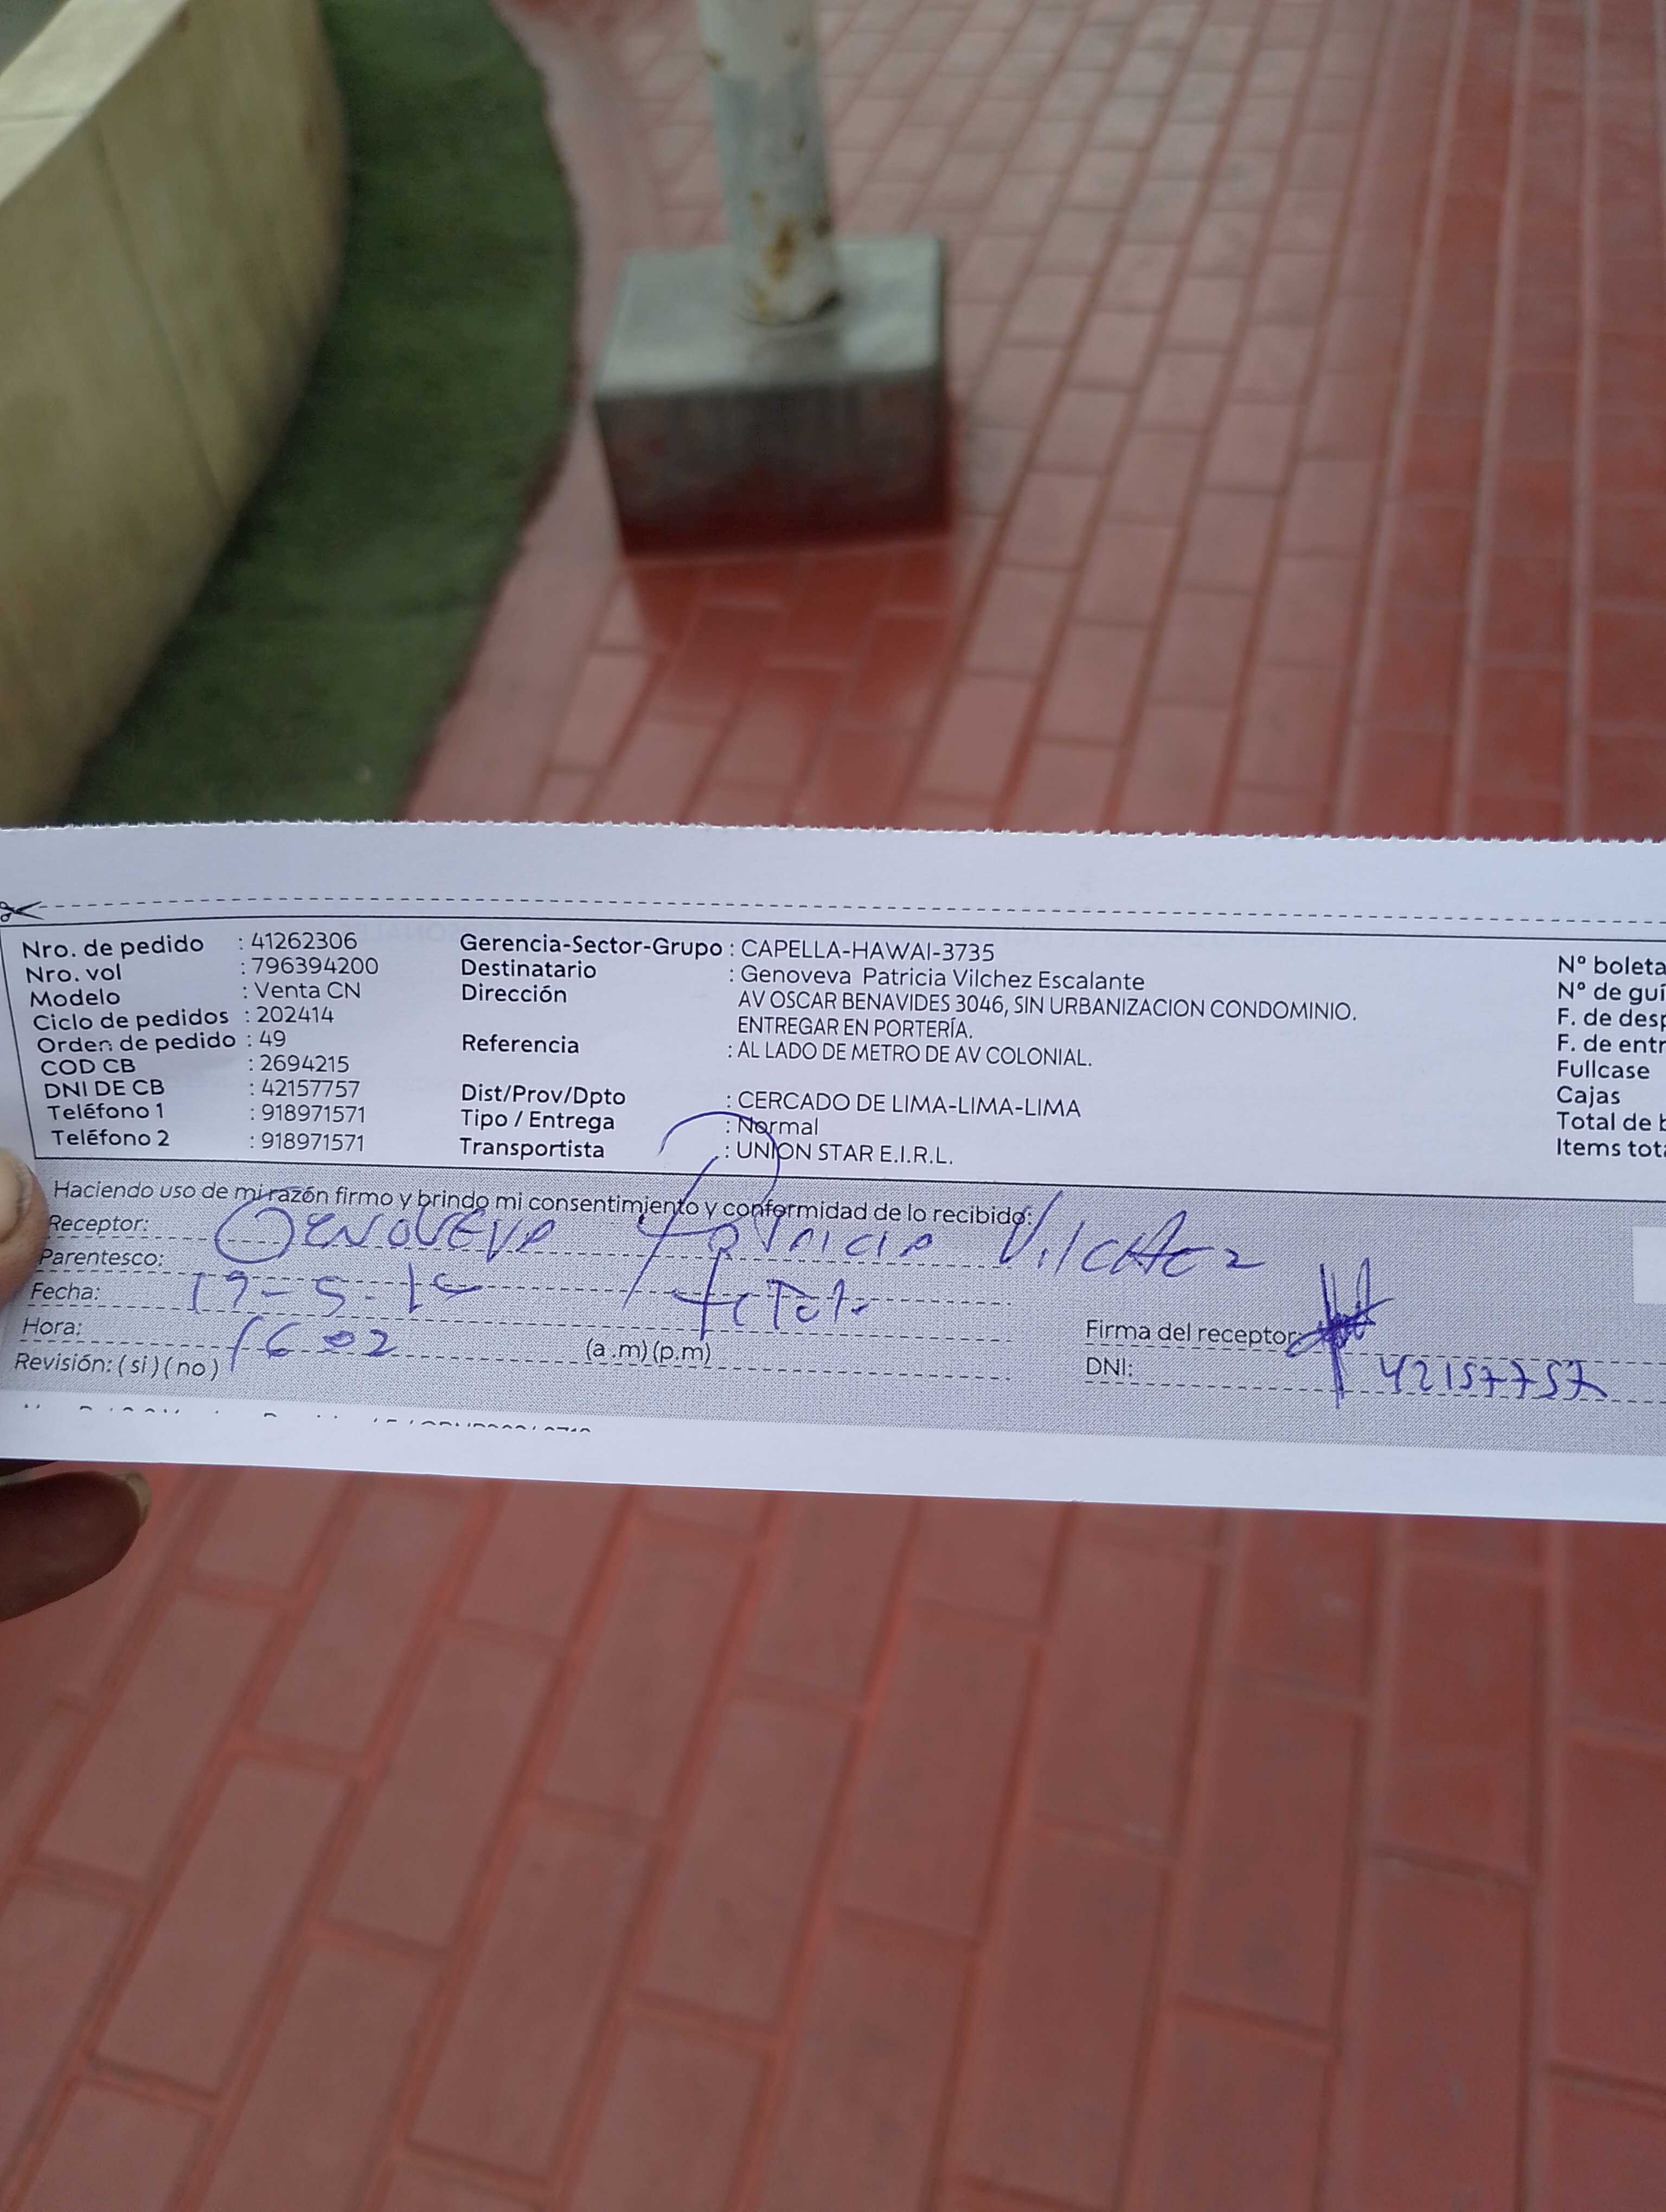 Nro. de pedido : 41262306
Nro. vol : 796394200
Modelo : Venta CN
Ciclo de pedidos : 202414
Orden de pedido : 49
COD CB : 2694215
DNI DE CB : 42157757
Teléfono 1 : 918971571
Teléfono 2 : 918971571
Gerencia-Sector-Grupo : CAPELLA-HAWAI-3735
Destinatario : Genoveva Patricia Vilchez Escalante
Dirección AV OSCAR BENAVIDES 3046, SIN URBANIZACION CONDOMINIO.
ENTREGAR EN PORTERÍA.
Referencia : AL LADO DE METRO DE AV COLONIAL.
Dist/Prov/Dpto : CERCADO DE LIMA-LIMA-LIMA
Tipo / Entrega : Normal
Transportista : UNION STAR E.I.R.L.
N° boleta
N° de guí
F. de desp
F. de entr
Fullcase
Cajas
Total de b
Items tota
Haciendo uso de mi razón firmo y brindo mi consentimiento y conformidad de lo recibido:
Receptor: Genoveva Patricia Vilchez
Parentesco:
Fecha:
Hora: 16 02 (a.m) (p.m)
Revisión: (si) (no)
Firma del receptor:
DNI: 42157757